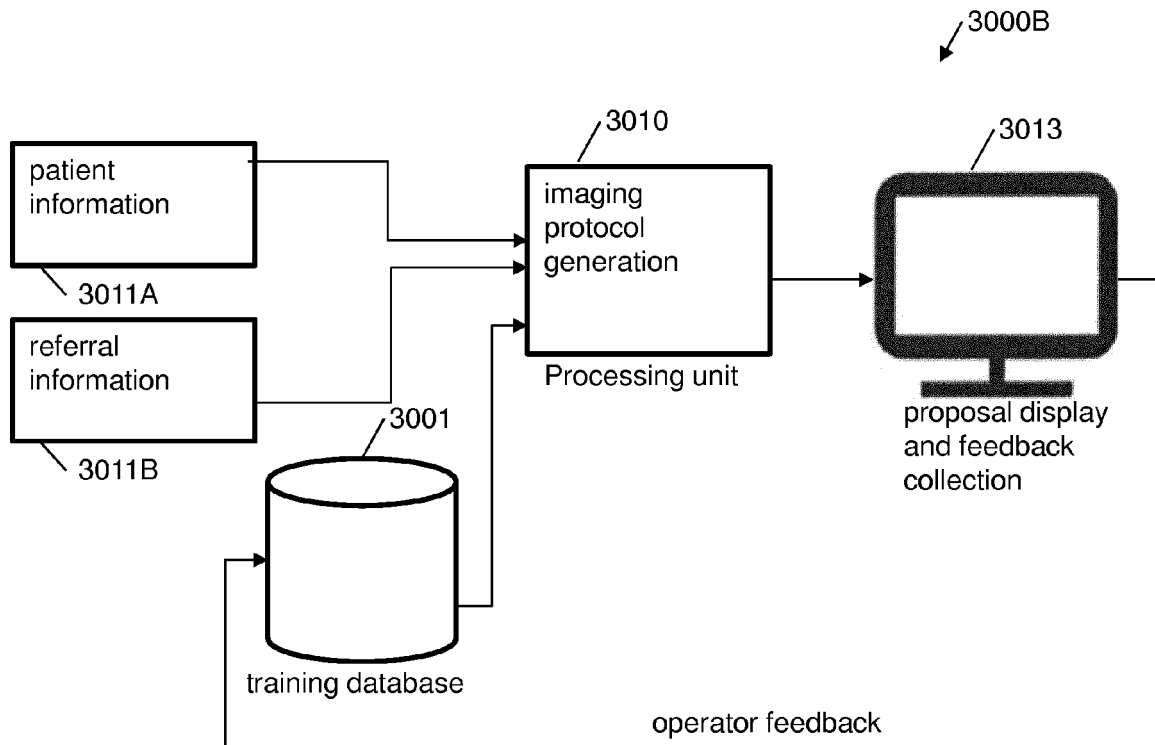 3000B
3010
3013
patient
information
imaging
protocol
generation
3011A
referral
information
Processing unit
3001
proposal display
and feedback
collection
3011B
training database
operator feedback